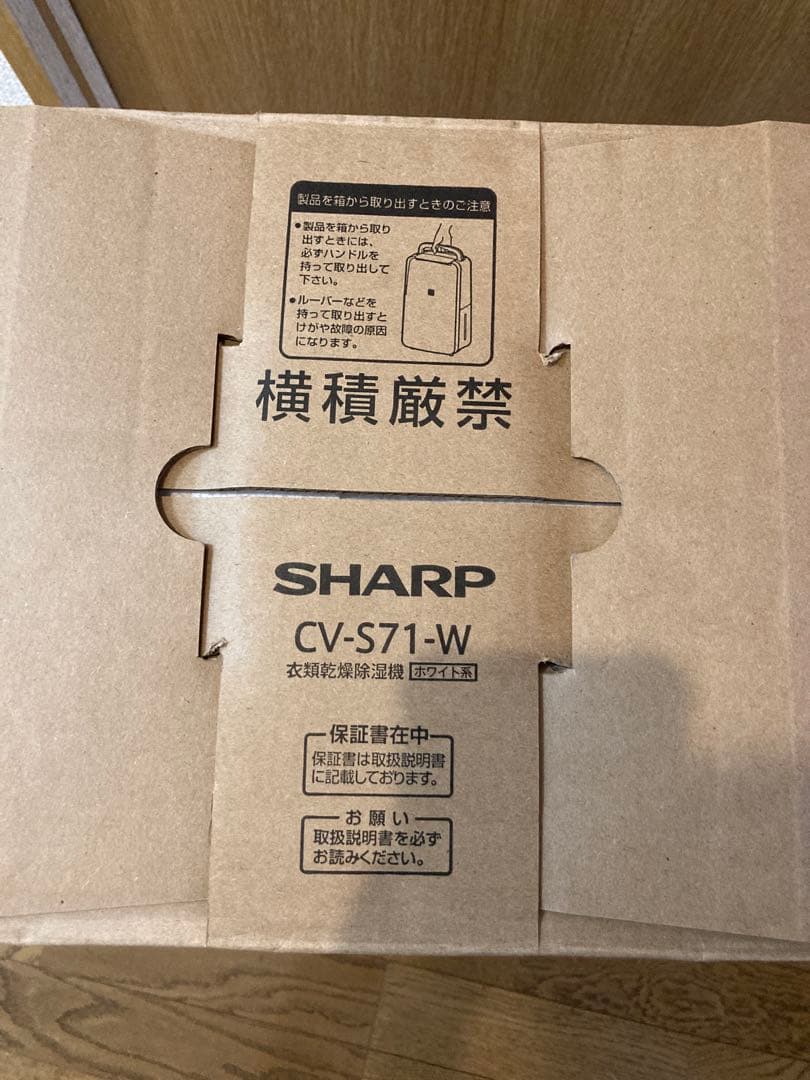 製品を箱から取り出すときのご注意
●製品を箱から取り
出すときには、
必ずハンドルを
持って取り出して
下さい。
●ルーバーなどを
持って取り出すと
けがや故障の原因
になります。
横積厳禁
SHARP
CV-S71-W
衣類乾燥除湿機 ホワイト系
保証書在中
保証書は取扱説明書
に記載しております。
お願い
取扱説明書を必ず
お読みください。